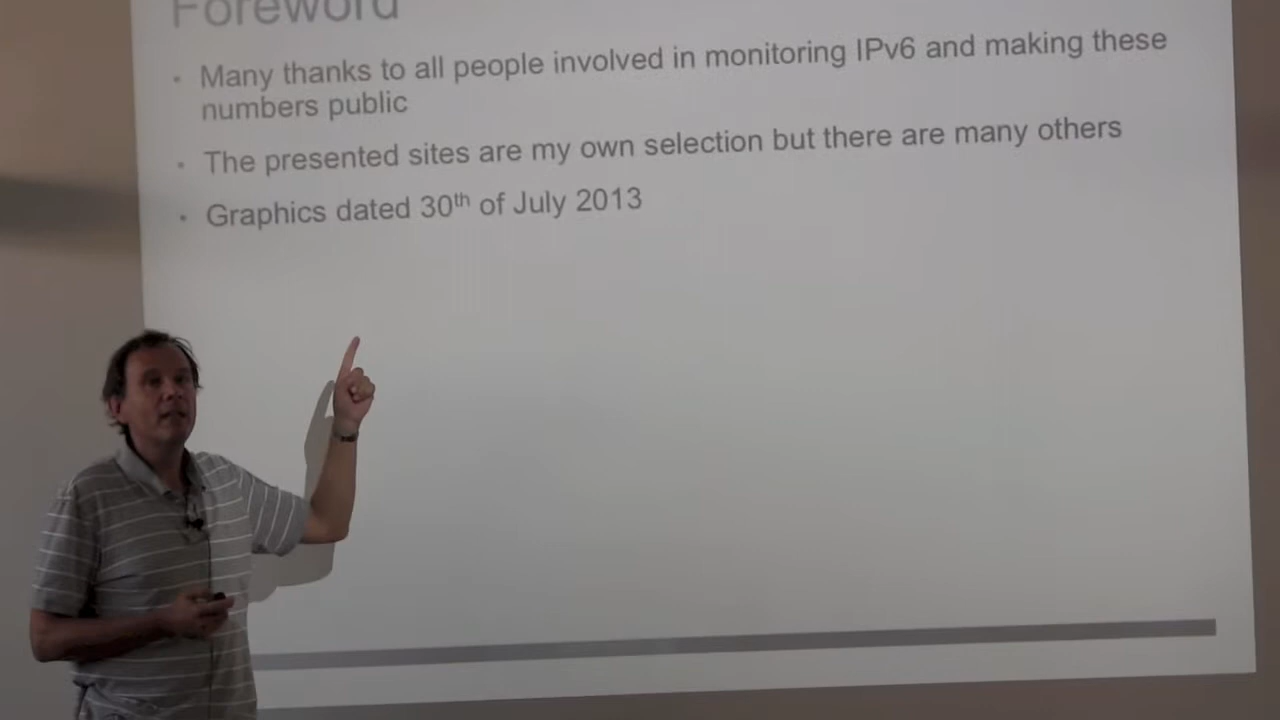 Foreword
• Many thanks to all people involved in monitoring IPv6 and making these
numbers public
• The presented sites are my own selection but there are many others
• Graphics dated 30th of July 2013